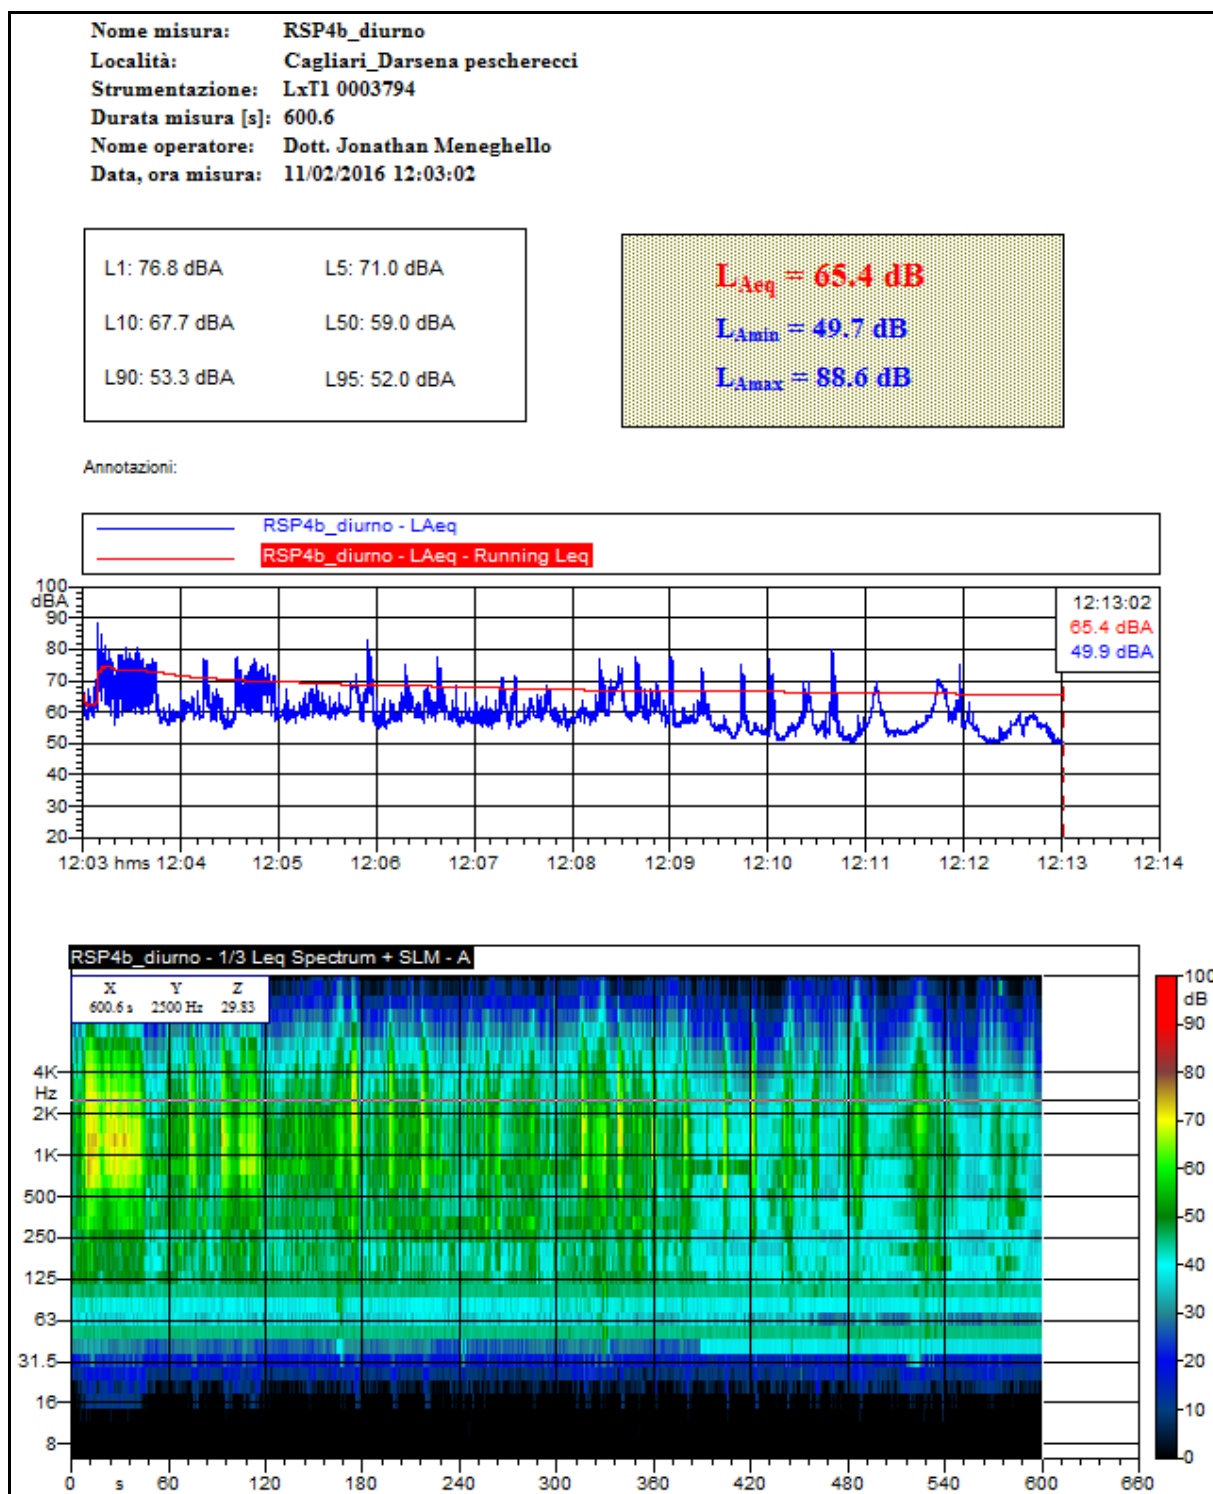 Nome misura: RSP4b_diurno
Località: Cagliari_Darsena pescherecci
Strumentazione: LxT1 0003794
Durata misura [s]: 600.6
Nome operatore: Dott. Jonathan Meneghello
Data, ora misura: 11/02/2016 12:03:02
L1: 76.8 dBA L5: 71.0 dBA
L10: 67.7 dBA L50: 59.0 dBA
L90: 53.3 dBA L95: 52.0 dBA
LAeq = 65.4 dB
LAmin = 49.7 dB
LAmax = 88.6 dB
Annotazioni:
RSP4b_diurno - LAeq
RSP4b_diurno - LAeq - Running Leq
100
dBA
90
80
70
60
50
40
30
20
12:13:02
65.4 dBA
49.9 dBA
12:03 hms 12:04 12:05 12:06 12:07 12:08 12:09 12:10 12:11 12:12 12:13 12:14
RSP4b_diurno - 1/3 Leq Spectrum + SLM - A
X Y Z
600.6 s 2500 Hz 29.83
4K
Hz
2K
1K
500
250
125
63
31.5
16
8
0 s 60 120 180 240 300 360 420 480 540 600 660
100
dB
90
80
70
60
50
40
30
20
10
0